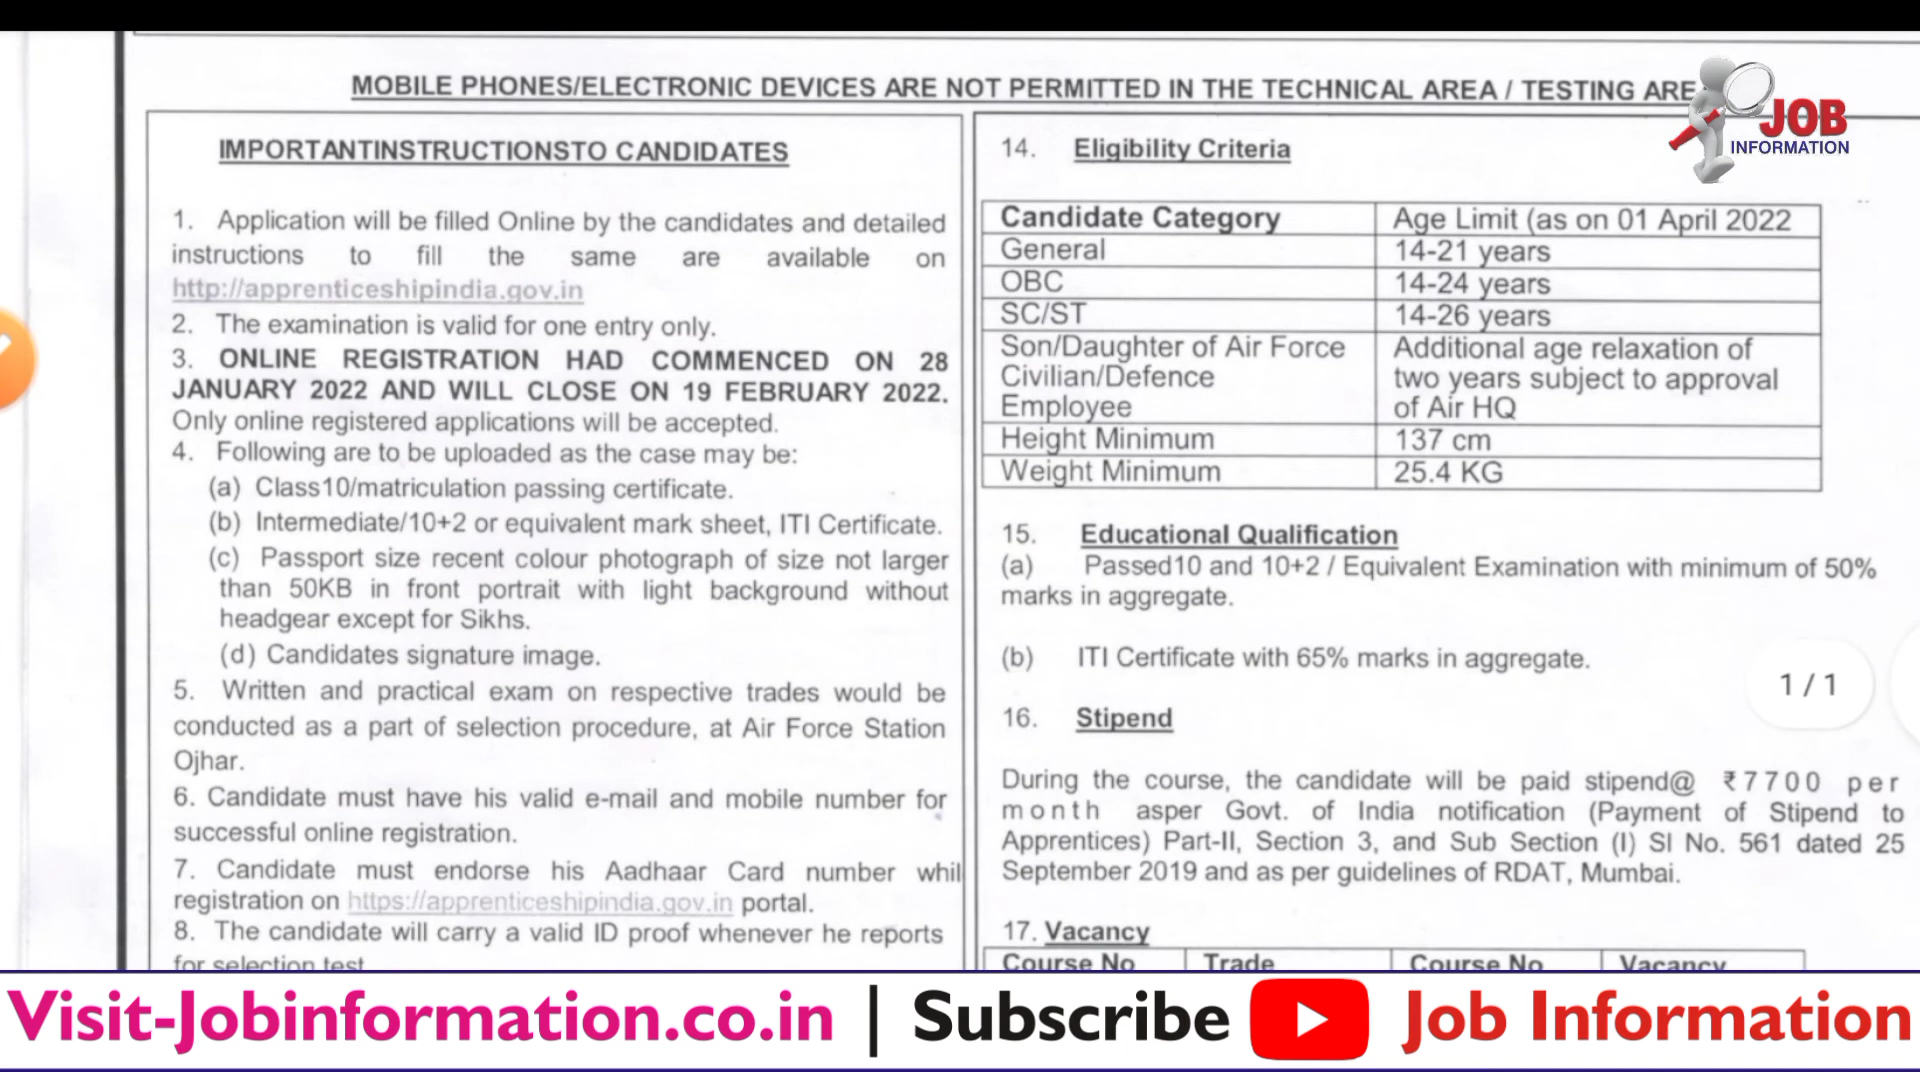 MOBILE PHONES/ELECTRONIC DEVICES ARE NOT PERMITTED IN THE TECHNICAL AREA / TESTING ARE
JOB
INFORMATION
IMPORTANTINSTRUCTIONSTO CANDIDATES
1. Application will be filled Online by the candidates and detailed
instructions to fill the same are available on
http://apprenticeshipindia.gov.in
2. The examination is valid for one entry only.
3. ONLINE REGISTRATION HAD COMMENCED ON 28
JANUARY 2022 AND WILL CLOSE ON 19 FEBRUARY 2022.
Only online registered applications will be accepted.
4. Following are to be uploaded as the case may be:
(a) Class10/matriculation passing certificate.
(b) Intermediate/10+2 or equivalent mark sheet, ITI Certificate.
(c) Passport size recent colour photograph of size not larger
than 50KB in front portrait with light background without
headgear except for Sikhs.
(d) Candidates signature image.
5. Written and practical exam on respective trades would be
conducted as a part of selection procedure, at Air Force Station
Ojhar.
6. Candidate must have his valid e-mail and mobile number for
successful online registration.
7. Candidate must endorse his Aadhaar Card number whil
registration on https://apprenticeshipindia.gov.in portal.
8. The candidate will carry a valid ID proof whenever he reports
for selection test
14. Eligibility Criteria
Candidate Category Age Limit (as on 01 April 2022
General 14-21 years
OBC 14-24 years
SC/ST 14-26 years
Son/Daughter of Air Force Additional age relaxation of
Civilian/Defence two years subject to approval
Employee of Air HQ
Height Minimum 137 cm
Weight Minimum 25.4 KG
15. Educational Qualification
(a) Passed10 and 10+2 / Equivalent Examination with minimum of 50%
marks in aggregate.
(b) ITI Certificate with 65% marks in aggregate.
1 / 1
16. Stipend
During the course, the candidate will be paid stipend@ ₹7700 per
month asper Govt. of India notification (Payment of Stipend to
Apprentices) Part-II, Section 3, and Sub Section (I) SI No. 561 dated 25
September 2019 and as per guidelines of RDAT, Mumbai.
17. Vacancy
Course No Trade Course No Vacancy
Visit-Jobinformation.co.in | Subscribe Job Information